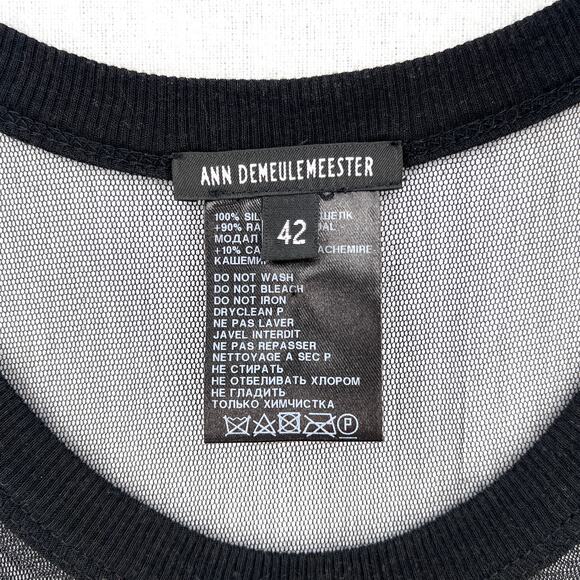 ANN DEMEULEMEESTER
42
100% SIL
+90% RA
МОДАЛ
+10% CA ACHEMIRE-
КАШЕМИ
DO NOT WASH
DO NOT BLEACH
DO NOT IRON
DRYCLEAN P
NE PAS LAVER
JAVEL INTERDIT
NE PAS REPASSER
NETTOYAGE A SEC P.
НЕ СТИРАТЬ
НЕ ОТБЕЛИВАТЬ ХЛОРОМ
НЕ ГЛАДИТЬ
ТОЛЬКО ХИМЧИСТКА
P